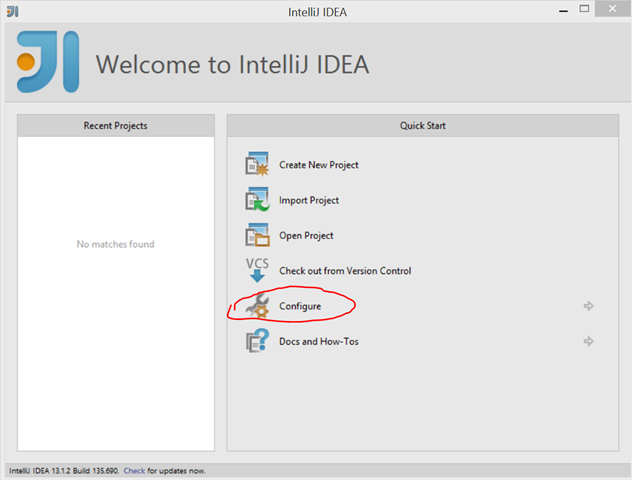 IntelliJ IDEA
Welcome to IntelliJ IDEA
Recent Projects
No matches found
Quick Start
Create New Project
Import Project
Open Project
VCS
Check out from Version Control
Configure
Docs and How-Tos
IntelliJ IDEA 13.1.2 Build 135.690. Check for updates now.